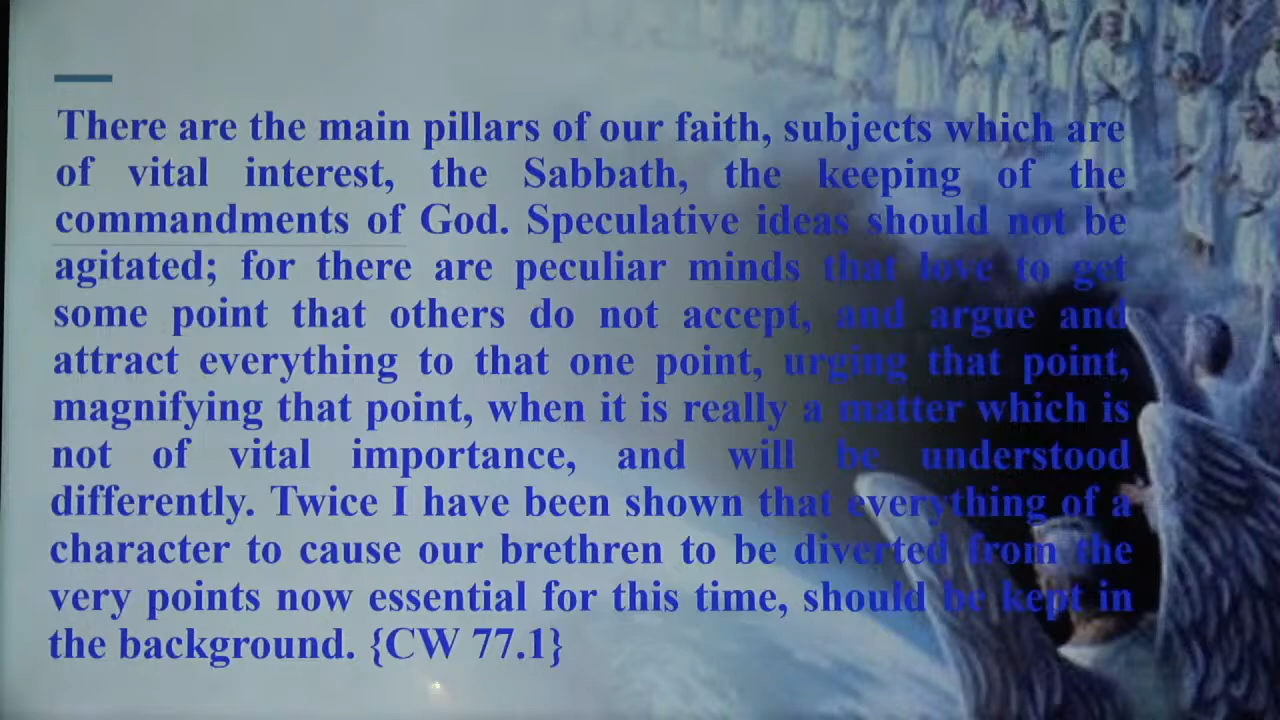 There are the main pillars of our faith, subjects which are
of vital interest, the Sabbath, the keeping of the
commandments of God. Speculative ideas should not be
agitated; for there are peculiar minds that love to get
some point that others do not accept, and argue and
attract everything to that one point, urging that point,
magnifying that point, when it is really a matter which is
not of vital importance, and will be understood
differently. Twice I have been shown that everything of a
character to cause our brethren to be diverted from the
very points now essential for this time, should be kept in
the background. {CW 77.1}